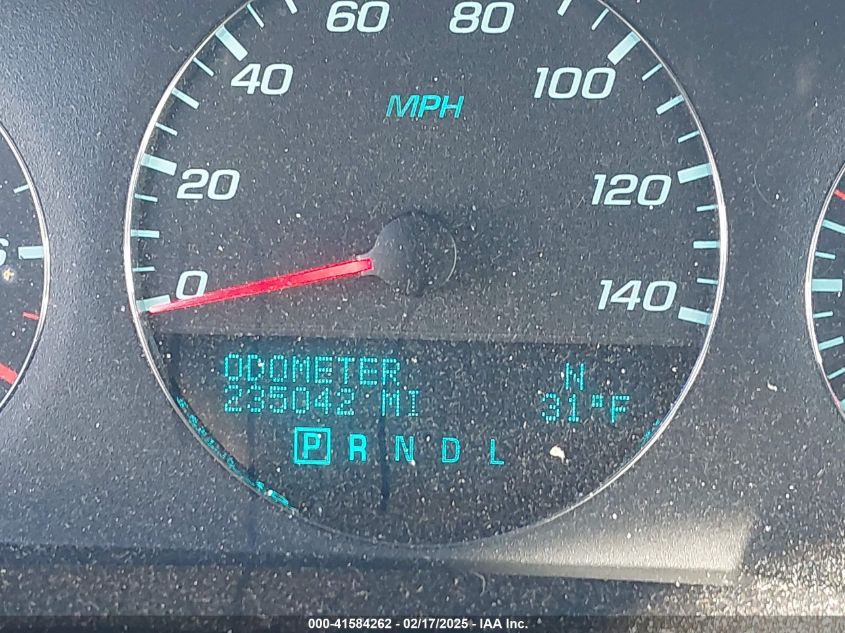 60 80
40 100
MPH
20 120
0 140
6
ODOMETER N
235042 MI 31°F
P R N D L
000-41584262 - 02/17/2025 - IAA Inc.